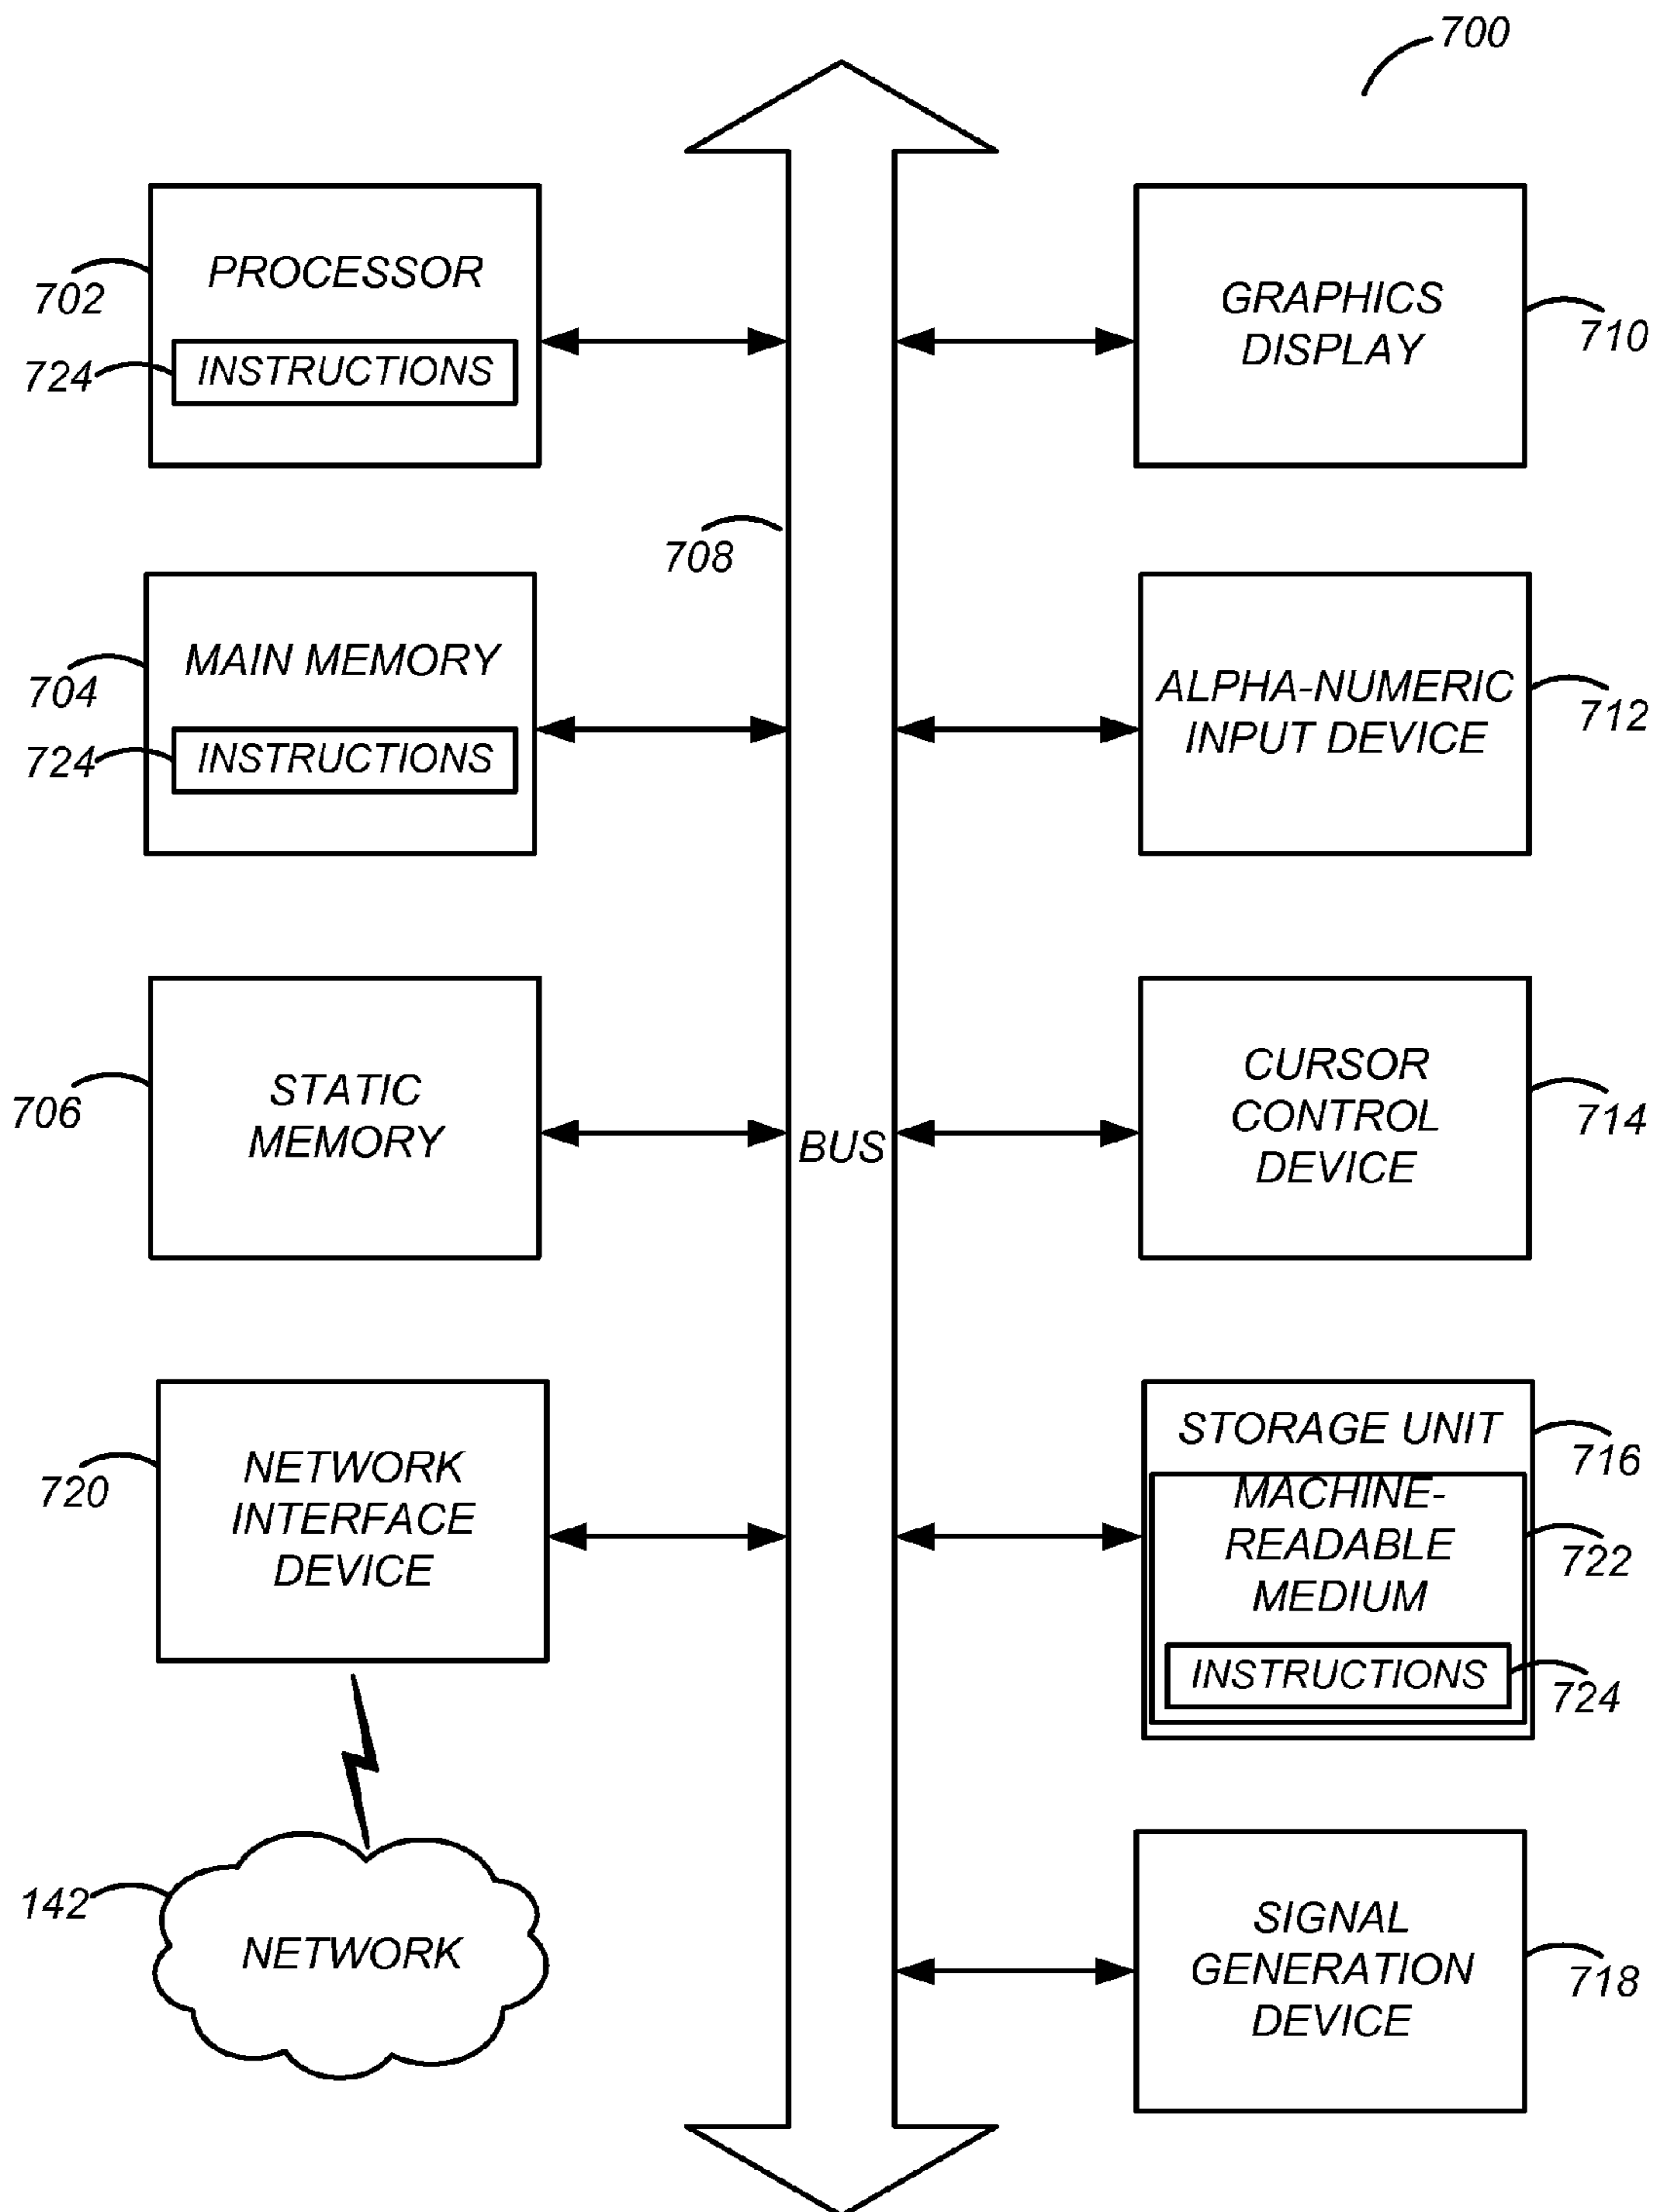 700
PROCESSOR
702
724
INSTRUCTIONS
GRAPHICS
DISPLAY
710
708
MAIN MEMORY
704
724
INSTRUCTIONS
ALPHA-NUMERIC
INPUT DEVICE
712
STATIC
MEMORY
706
BUS
CURSOR
CONTROL
DEVICE
714
NETWORK
INTERFACE
DEVICE
720
STORAGE UNIT
716
MACHINE-
READABLE
MEDIUM
722
INSTRUCTIONS
724
142
NETWORK
SIGNAL
GENERATION
DEVICE
718